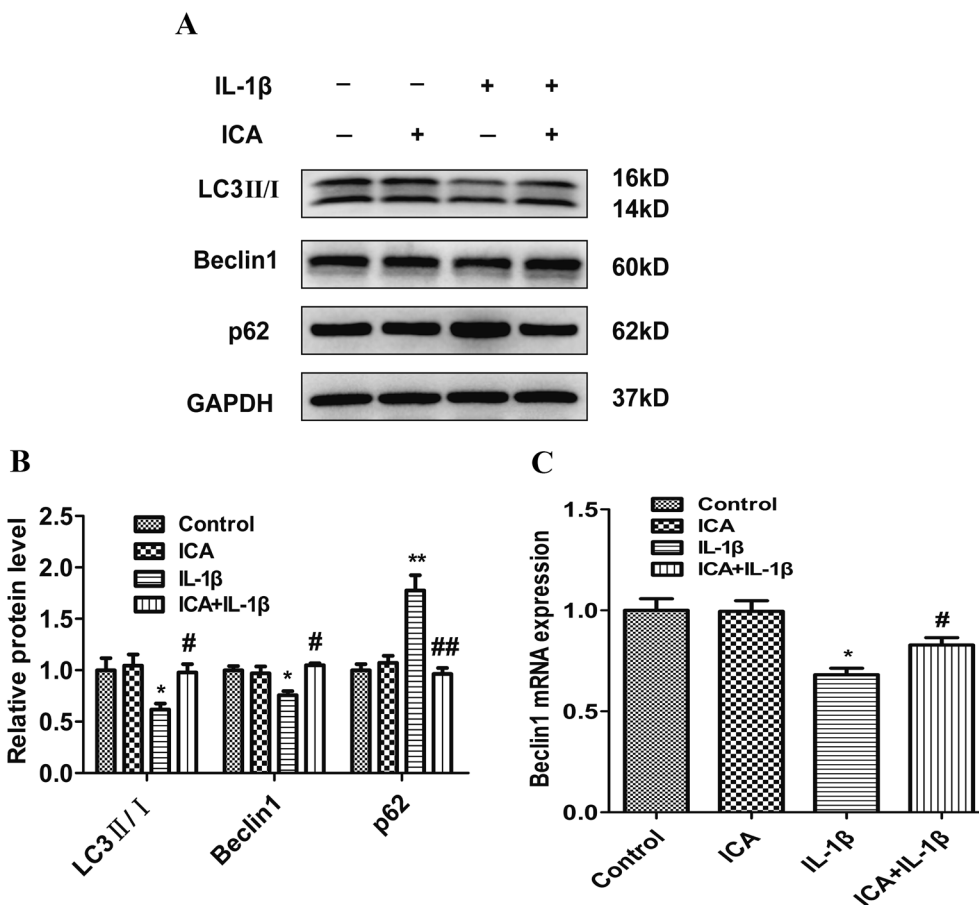 A
IL-1β – – + +
ICA – + – +
LC3II/I 16kD
14kD
Beclin1 60kD
p62 62kD
GAPDH 37kD
B
Relative protein level
2.5
2.0
1.5
1.0
0.5
0.0
Control
ICA
IL-1β
ICA+IL-1β
* #
* #
** ##
LC3 II / I
Beclin1
p62
C
Beclin1 mRNA expression
1.5
1.0
0.5
0.0
Control
ICA
IL-1β
ICA+IL-1β
* #
Control
ICA
IL-1β
ICA+IL-1β